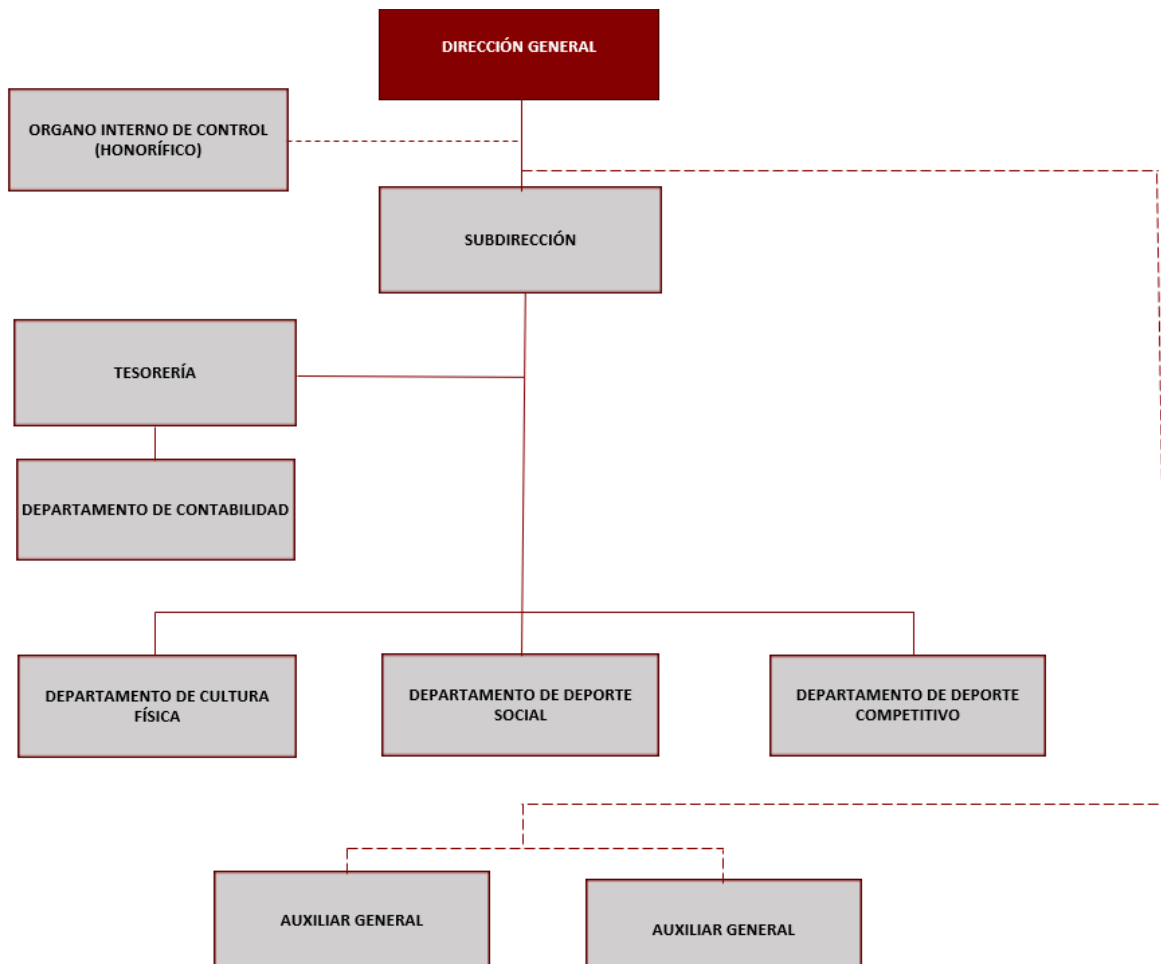 DIRECCIÓN GENERAL
ORGANO INTERNO DE CONTROL
(HONORÍFICO)
SUBDIRECCIÓN
TESORERÍA
DEPARTAMENTO DE CONTABILIDAD
DEPARTAMENTO DE CULTURA
FÍSICA
DEPARTAMENTO DE DEPORTE
SOCIAL
DEPARTAMENTO DE DEPORTE
COMPETITIVO
AUXILIAR GENERAL
AUXILIAR GENERAL